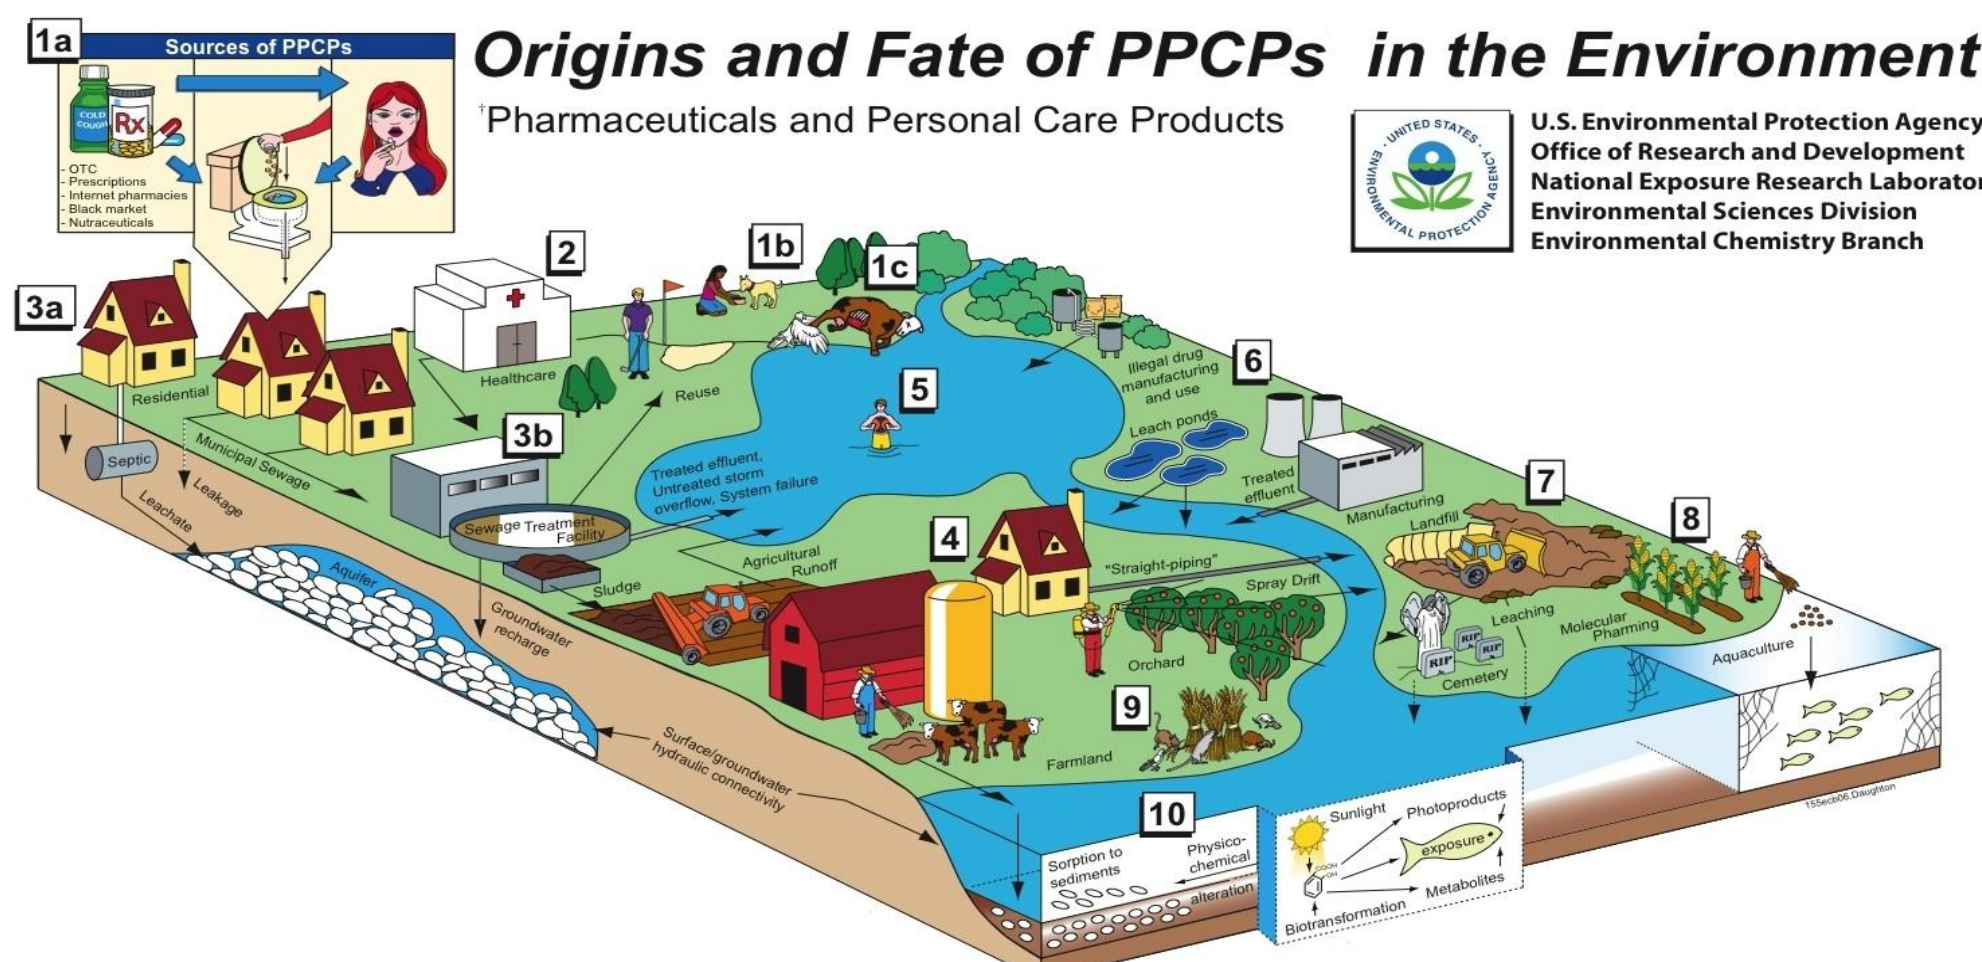 1a
Sources of PPCPs
COLD
COUGH
Rx
- OTC
- Prescriptions
- Internet pharmacies
- Black market
- Nutraceuticals
Origins and Fate of PPCPs in the Environment
†Pharmaceuticals and Personal Care Products
UNITED STATES
ENVIRONMENTAL PROTECTION AGENCY
U.S. Environmental Protection Agency
Office of Research and Development
National Exposure Research Laborator
Environmental Sciences Division
Environmental Chemistry Branch
3a
2
1b
1c
Residential
Healthcare
Reuse
5
Illegal drug
manufacturing
and use
6
Leach ponds
Septic
Municipal Sewage
Leachate
Leakage
3b
Sewage Treatment
Facility
Treated effluent,
Untreated storm
overflow, System failure
Treated
effluent
Manufacturing
7
Landfill
8
Aquifer
Sludge
Agricultural
Runoff
4
"Straight-piping"
Spray Drift
Groundwater
recharge
Orchard
Leaching
Molecular
Pharming
RIP
RIP
RIP
Cemetery
Aquaculture
9
Farmland
Surface/groundwater
hydraulic connectivity
10
Sorption to
sediments
Physico-
chemical
alteration
Sunlight
Photoproducts
exposure
COOH
OH
Metabolites
Biotransformation
155ecb06.Daughton